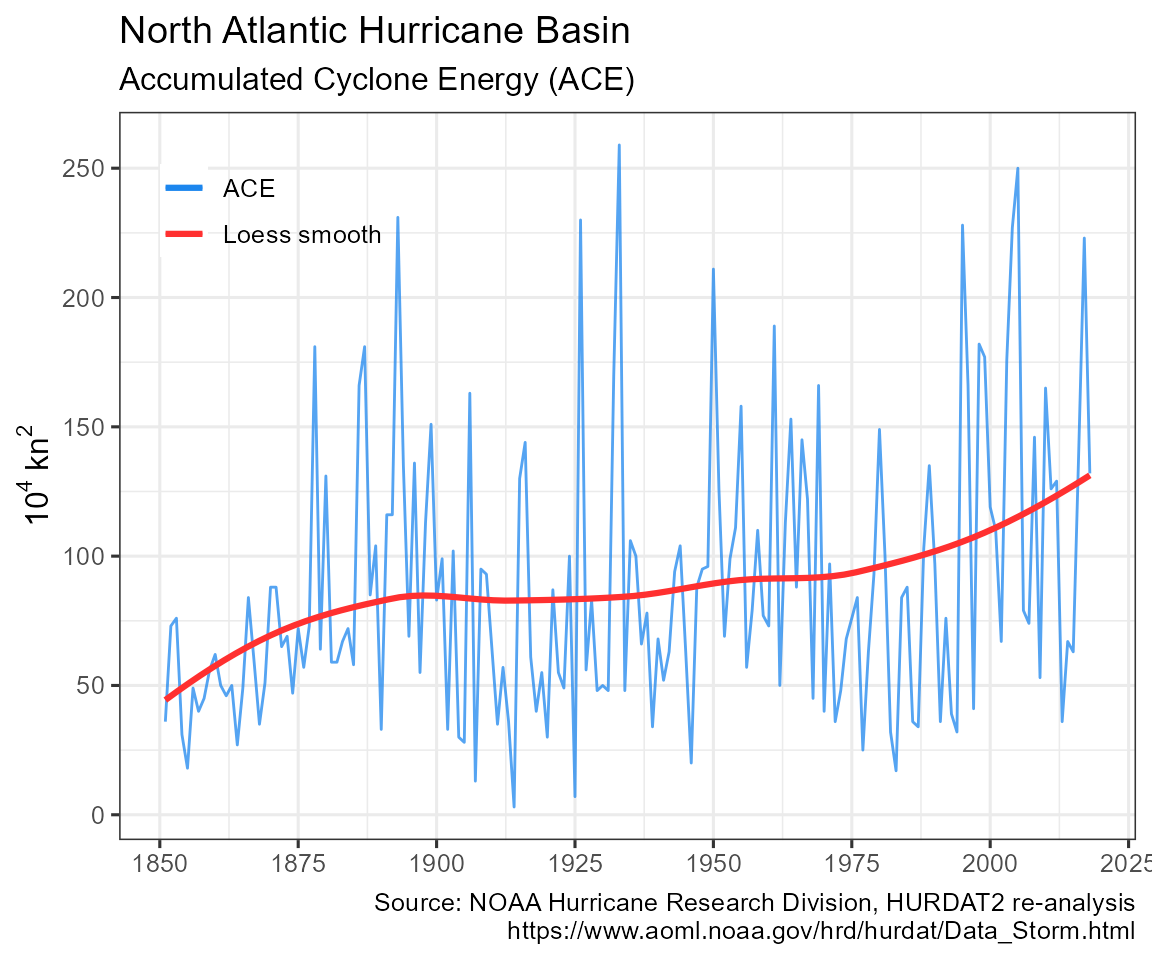 North Atlantic Hurricane Basin
Accumulated Cyclone Energy (ACE)
250
200
150
100
50
0
10⁴ kn²
ACE
Loess smooth
1850 1875 1900 1925 1950 1975 2000 2025
Source: NOAA Hurricane Research Division, HURDAT2 re-analysis
https://www.aoml.noaa.gov/hrd/hurdat/Data_Storm.html